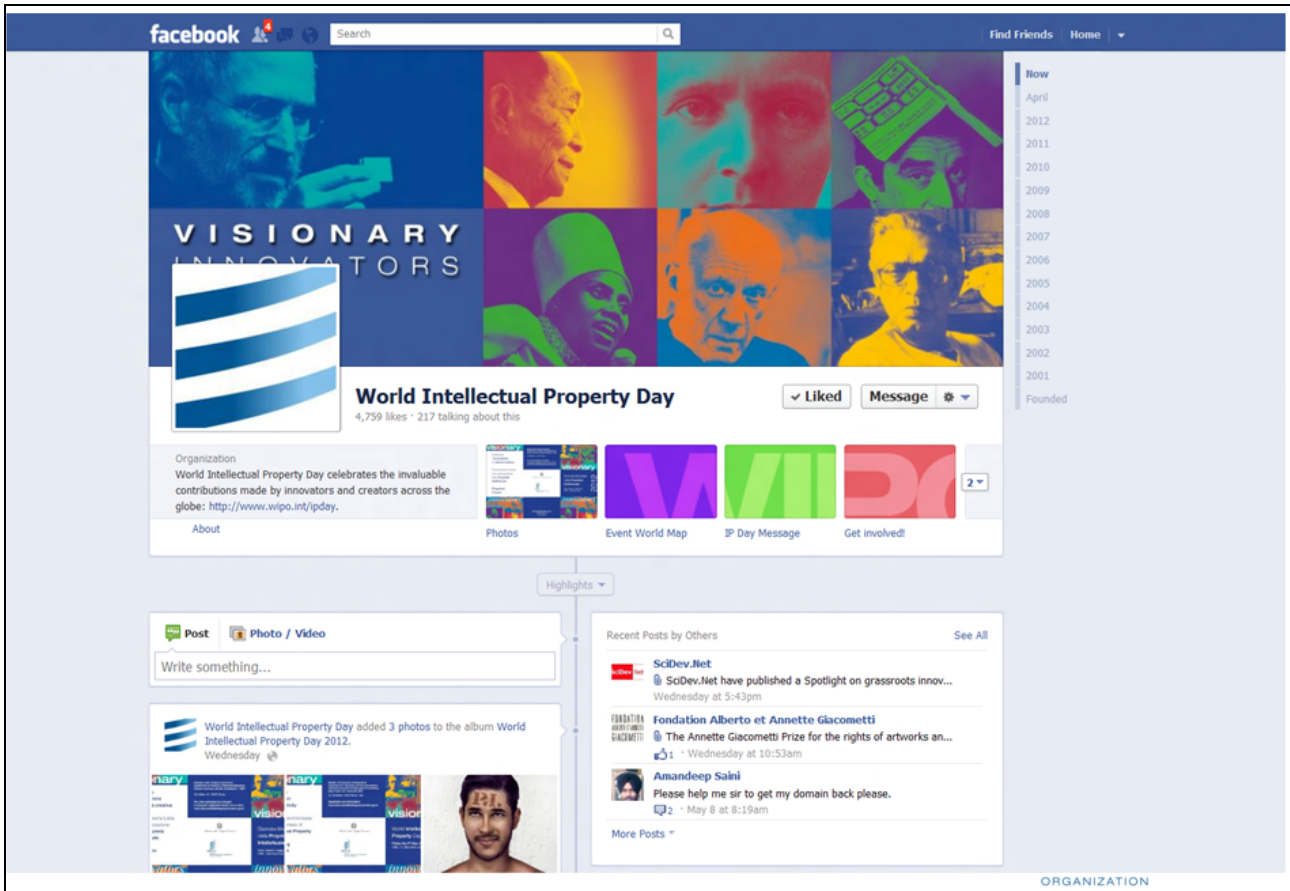 facebook
4
Search
Find Friends
Home
VISIONARY
INNOVATORS
Now
April
2012
2011
2010
2009
2008
2007
2006
2005
2004
2003
2002
2001
Founded
World Intellectual Property Day
4,759 likes · 217 talking about this
Liked
Message
Organization
World Intellectual Property Day celebrates the invaluable
contributions made by innovators and creators across the
globe: http://www.wipo.int/ipday.
About
visionary
2012
WIPO
Photos
Event World Map
IP Day Message
Get involved!
2
Highlights
Post
Photo / Video
Write something...
World Intellectual Property Day added 3 photos to the album World
Intellectual Property Day 2012.
Wednesday
Recent Posts by Others
See All
SciDev.Net
SciDev.Net have published a Spotlight on grassroots innov...
Wednesday at 5:43pm
FONDATION
GIACOMETTI
Fondation Alberto et Annette Giacometti
The Annette Giacometti Prize for the rights of artworks an...
1 · Wednesday at 10:53am
Amandeep Saini
Please help me sir to get my domain back please.
2 · May 8 at 8:19am
More Posts
ORGANIZATION